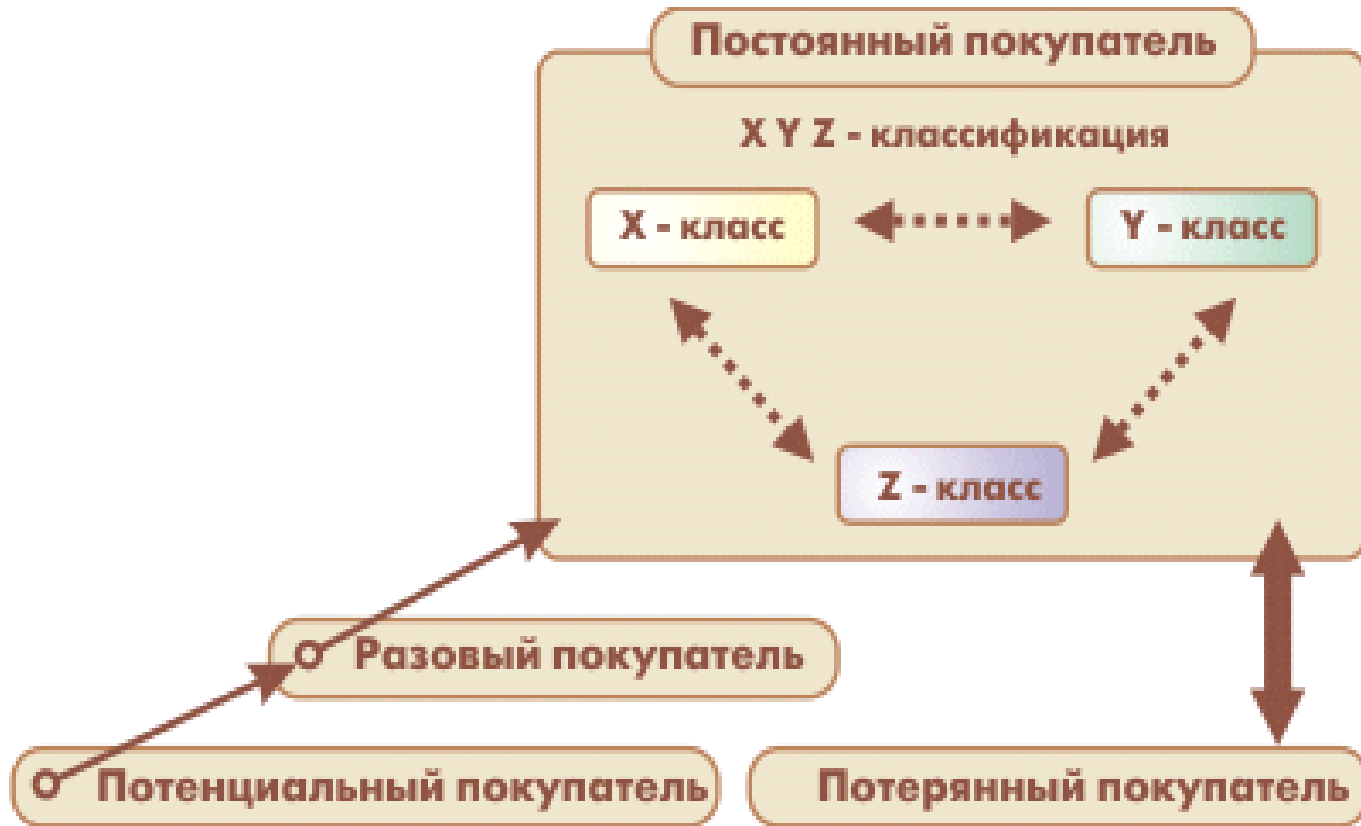 Постоянный покупатель
X Y Z - классификация
X - класс
Y - класс
Z - класс
Разовый покупатель
Потенциальный покупатель
Потерянный покупатель